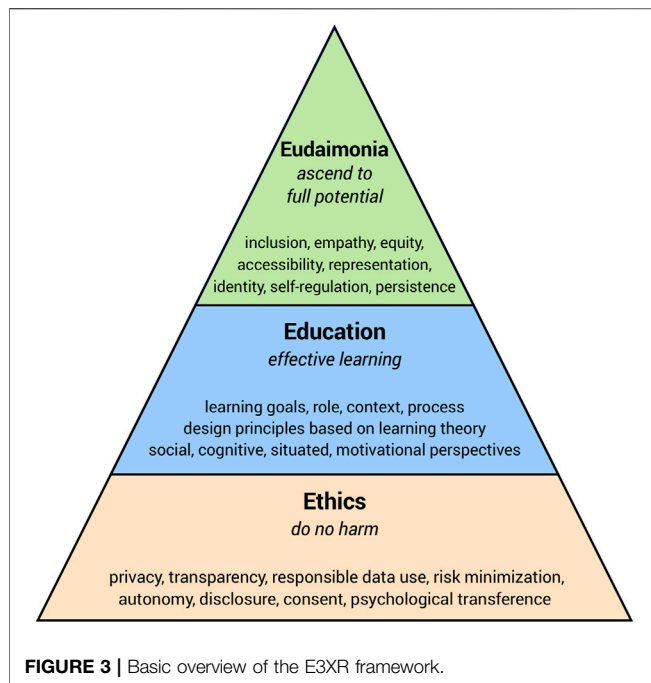 Eudaimonia
ascend to
full potential
inclusion, empathy, equity,
accessibility, representation,
identity, self-regulation, persistence
Education
effective learning
learning goals, role, context, process
design principles based on learning theory
social, cognitive, situated, motivational perspectives
Ethics
do no harm
privacy, transparency, responsible data use, risk minimization,
autonomy, disclosure, consent, psychological transference
FIGURE 3 | Basic overview of the E3XR framework.